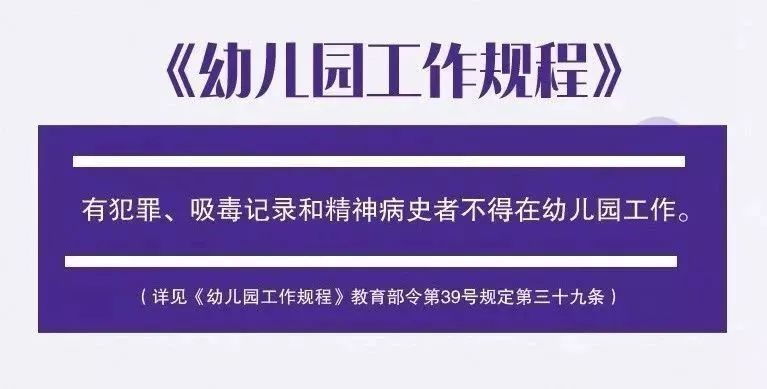 《幼儿园工作规程》
有犯罪、吸毒记录和精神病史者不得在幼儿园工作。
（详见《幼儿园工作规程》教育部令第39号规定第三十九条）